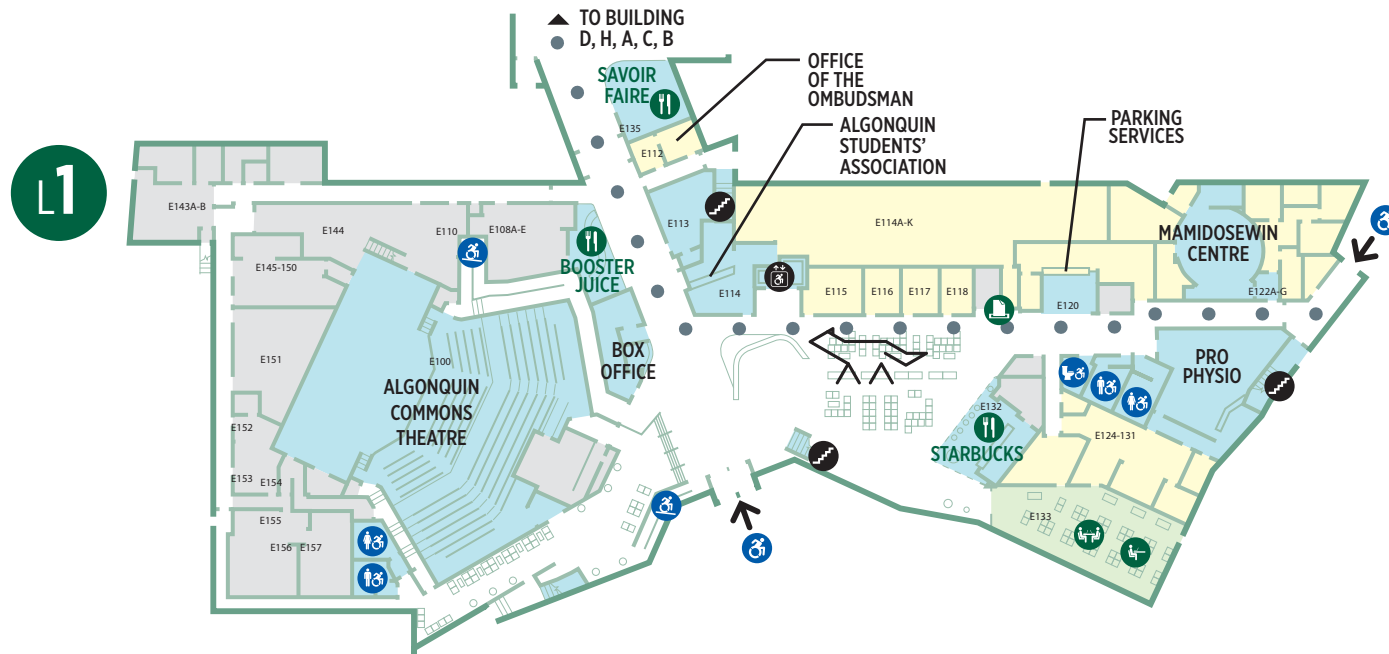 TO BUILDING
D, H, A, C, B
SAVOIR
FAIRE
E135
OFFICE
OF THE
OMBUDSMAN
E112
ALGONQUIN
STUDENTS'
ASSOCIATION
PARKING
SERVICES
L1
E143A-B
E144
E110
E108A-E
E113
E114A-K
MAMIDOSEWIN
CENTRE
E145-150
BOOSTER
JUICE
E114
E115
E116
E117
E118
E120
E122A-G
E151
E100
ALGONQUIN
COMMONS
THEATRE
BOX
OFFICE
PRO
PHYSIO
E132
STARBUCKS
E124-131
E152
E153
E154
E155
E156
E157
E133